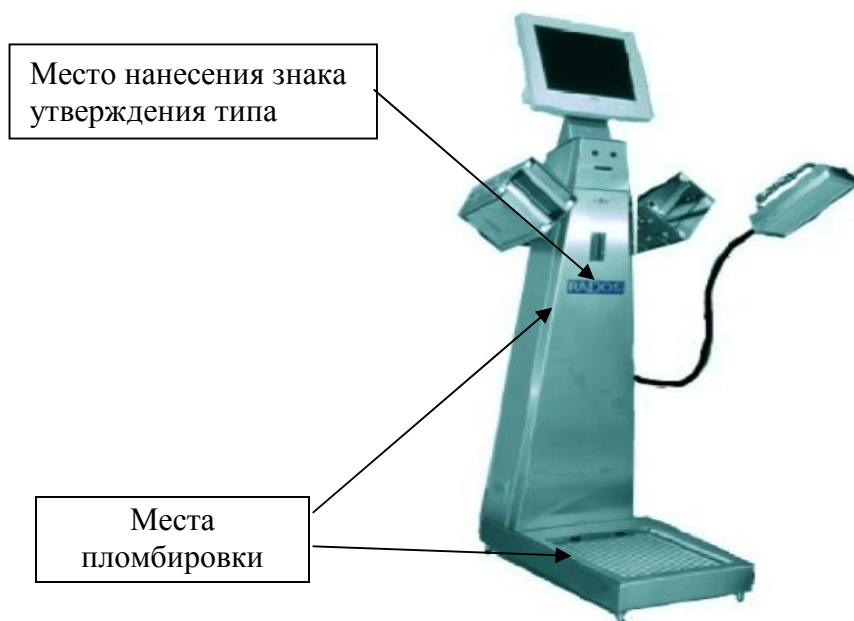 Место нанесения знака
утверждения типа
RADOS
Места
пломбировки